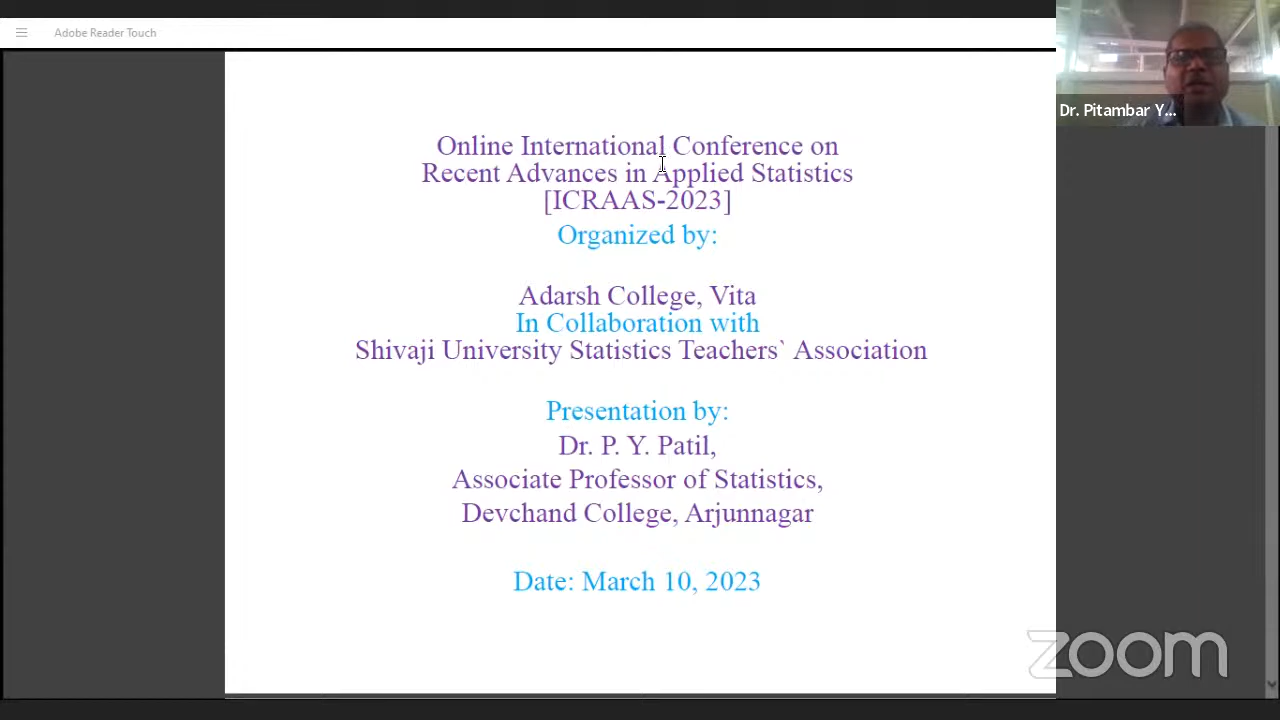 Adobe Reader Touch
Dr. Pitambar Y...
Online International Conference on
Recent Advances in Applied Statistics
[ICRAAS-2023]
Organized by:
Adarsh College, Vita
In Collaboration with
Shivaji University Statistics Teachers` Association
Presentation by:
Dr. P. Y. Patil,
Associate Professor of Statistics,
Devchand College, Arjunnagar
Date: March 10, 2023
zoom